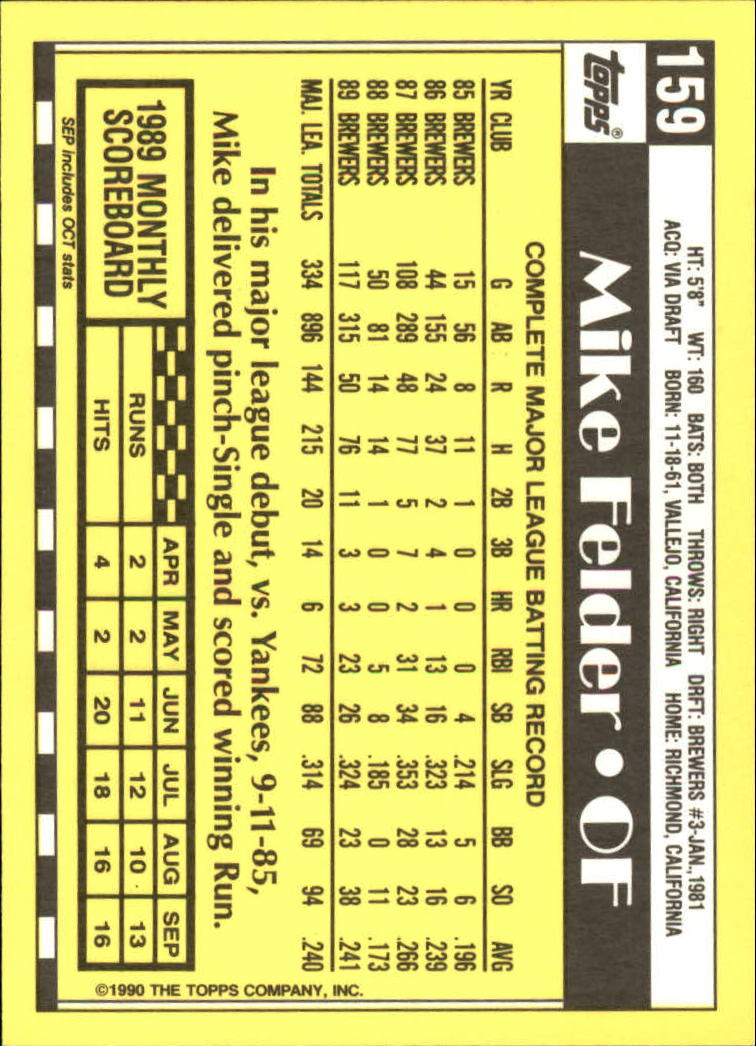 159
HT: 5'8" WT: 160 BATS: BOTH THROWS: RIGHT DRFT: BREWERS #3-JAN., 1981
ACQ: VIA DRAFT BORN: 11-18-61, VALLEJO, CALIFORNIA HOME: RICHMOND, CALIFORNIA
TOPPS®
Mike Felder • OF
COMPLETE MAJOR LEAGUE BATTING RECORD
YR CLUB G AB R H 2B 3B HR RBI SB SLG BB SO AVG
85 BREWERS 15 56 8 11 1 0 0 0 4 .214 5 6 .196
86 BREWERS 44 155 24 37 2 4 1 13 16 .323 13 16 .239
87 BREWERS 108 289 48 77 5 7 2 31 34 .353 28 23 .266
88 BREWERS 50 81 14 14 1 0 0 5 8 .185 0 11 .173
89 BREWERS 117 315 50 76 11 3 3 23 26 .324 23 38 .241
MAJ. LEA. TOTALS 334 896 144 215 20 14 6 72 88 .314 69 94 .240
In his major league debut, vs. Yankees, 9-11-85,
Mike delivered pinch-Single and scored winning Run.
1989 MONTHLY
SCOREBOARD
APR MAY JUN JUL AUG SEP
RUNS 2 2 11 12 10 13
HITS 4 2 20 18 16 16
SEP includes OCT stats
©1990 THE TOPPS COMPANY, INC.